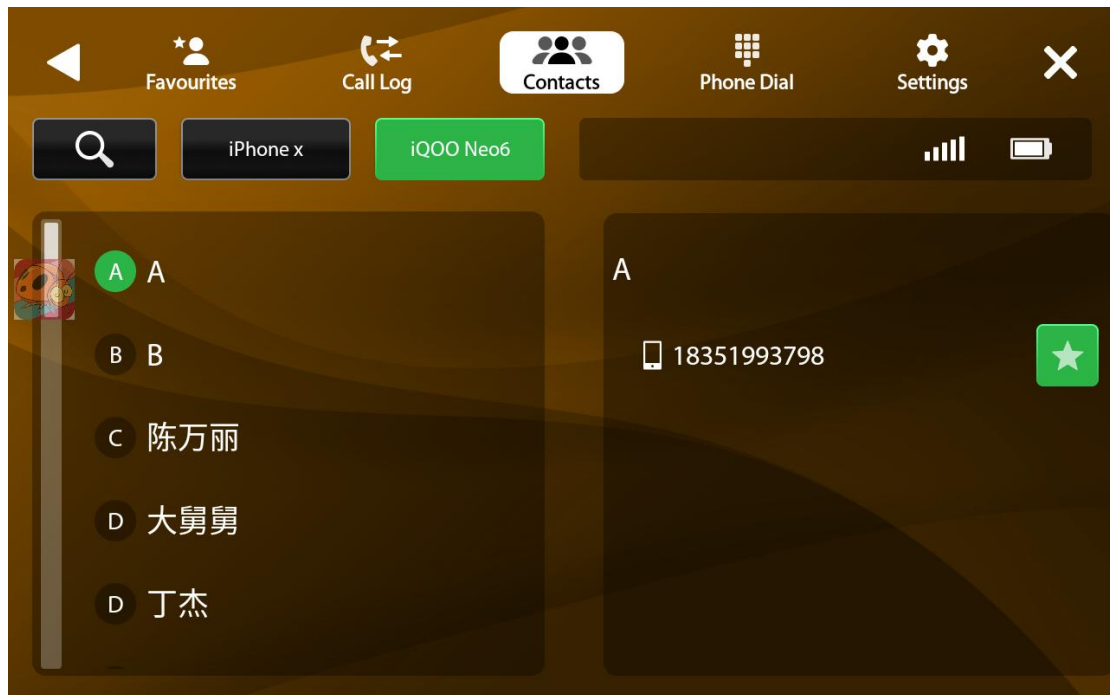 Favourites
Call Log
Contacts
Phone Dial
Settings
iPhone x
iQOO Neo6
A A
B B
C 陈万丽
D 大舅舅
D 丁杰
A
18351993798